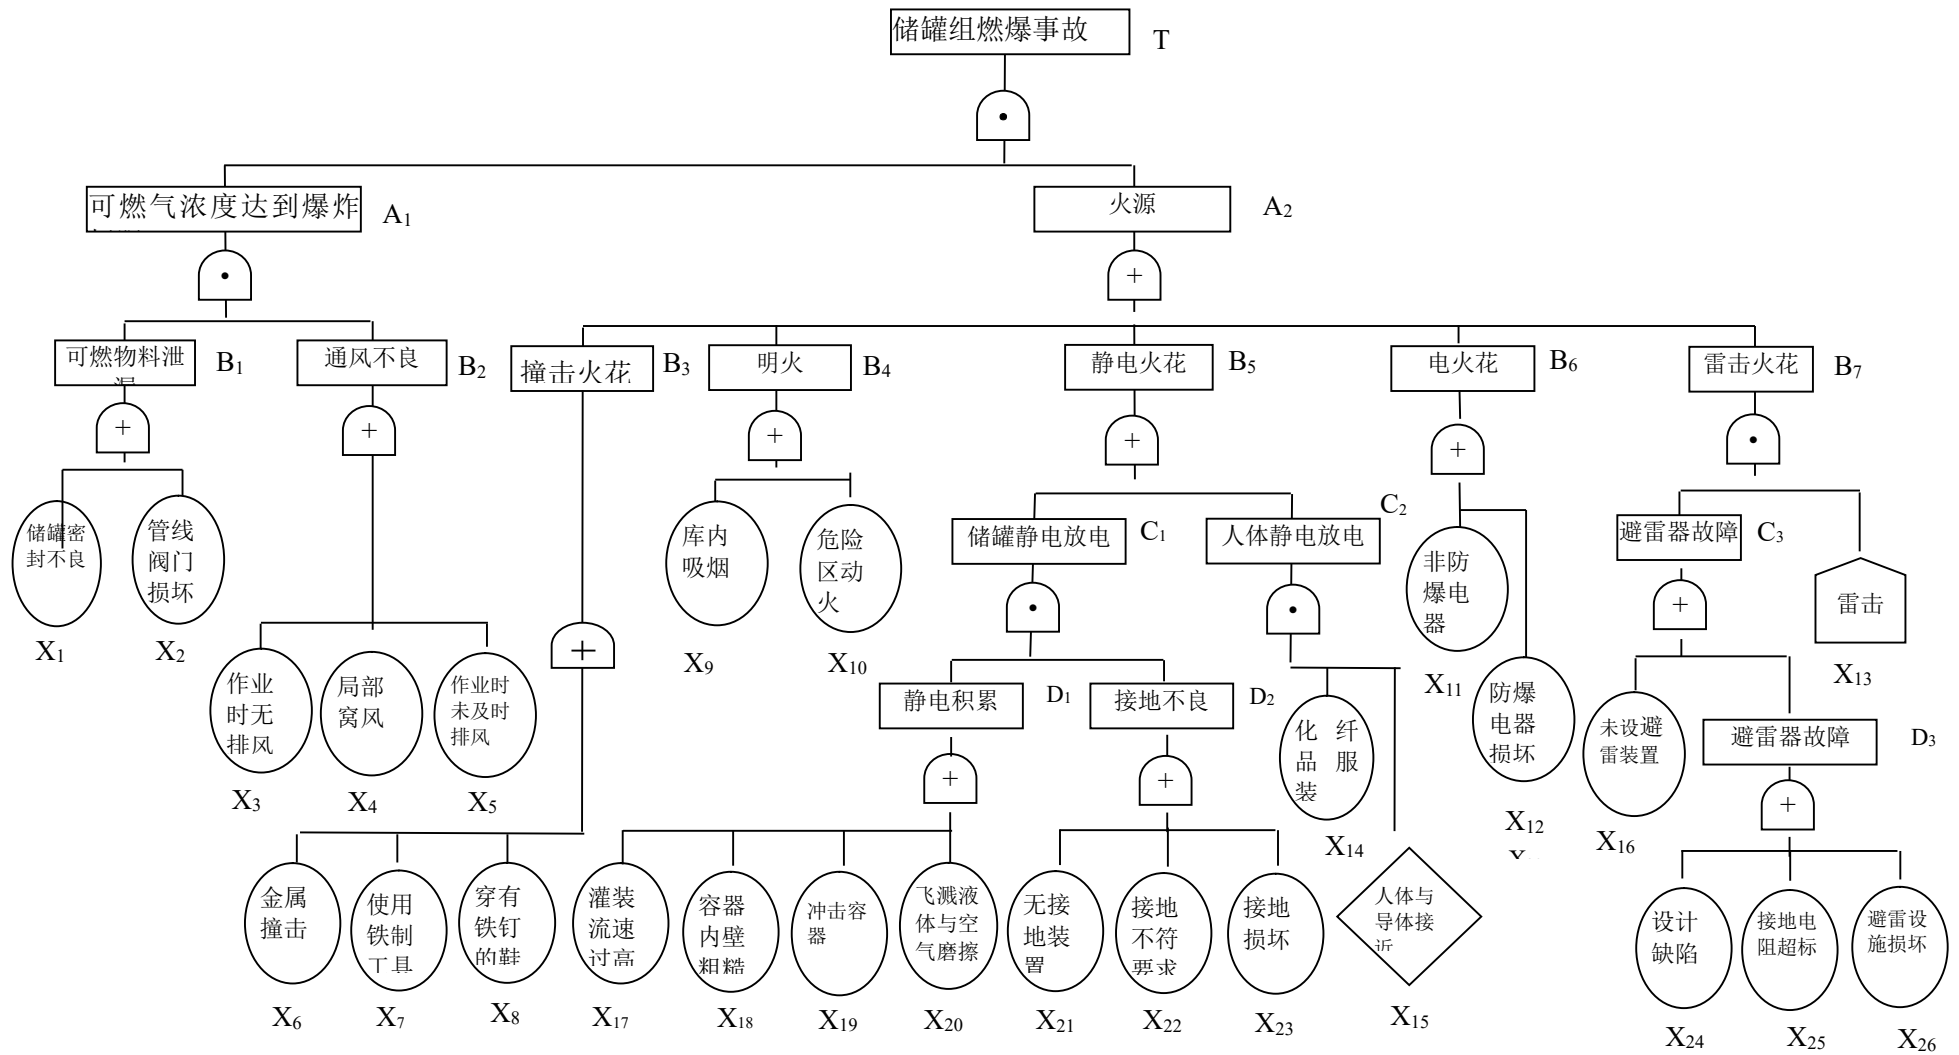 储罐组燃爆事故
T
可燃气浓度达到爆炸
A1
火源
A2
可燃物料泄
B1
通风不良
B2
撞击火花
B3
明火
B4
静电火花
B5
电火花
B6
雷击火花
B7
+
+
+
+
+
+
储罐密
封不良
X1
管线
阀门
损坏
X2
库内
吸烟
X9
危险
区动
火
X10
储罐静电放电
C1
人体静电放电
C2
非防
爆电
器
X11
避雷器故障
C3
雷击
X13
+
+
作业
时无
排风
X3
局部
窝风
X4
作业时
未及时
排风
X5
静电积累
D1
接地不良
D2
化 纤
品 服
装
X14
防爆
电器
损坏
X12
未设避
雷装置
X16
避雷器故障
D3
+
+
+
金属
撞击
X6
使用
铁制
工具
X7
穿有
铁钉
的鞋
X8
灌装
流速
过高
X17
容器
内壁
粗糙
X18
冲击容
器
X19
飞溅液
体与空
气磨擦
X20
无接
地装
置
X21
接地
不符
要求
X22
接地
损坏
X23
人体与
导体接
近
X15
设计
缺陷
X24
接地电
阻超标
X25
避雷设
施损坏
X26